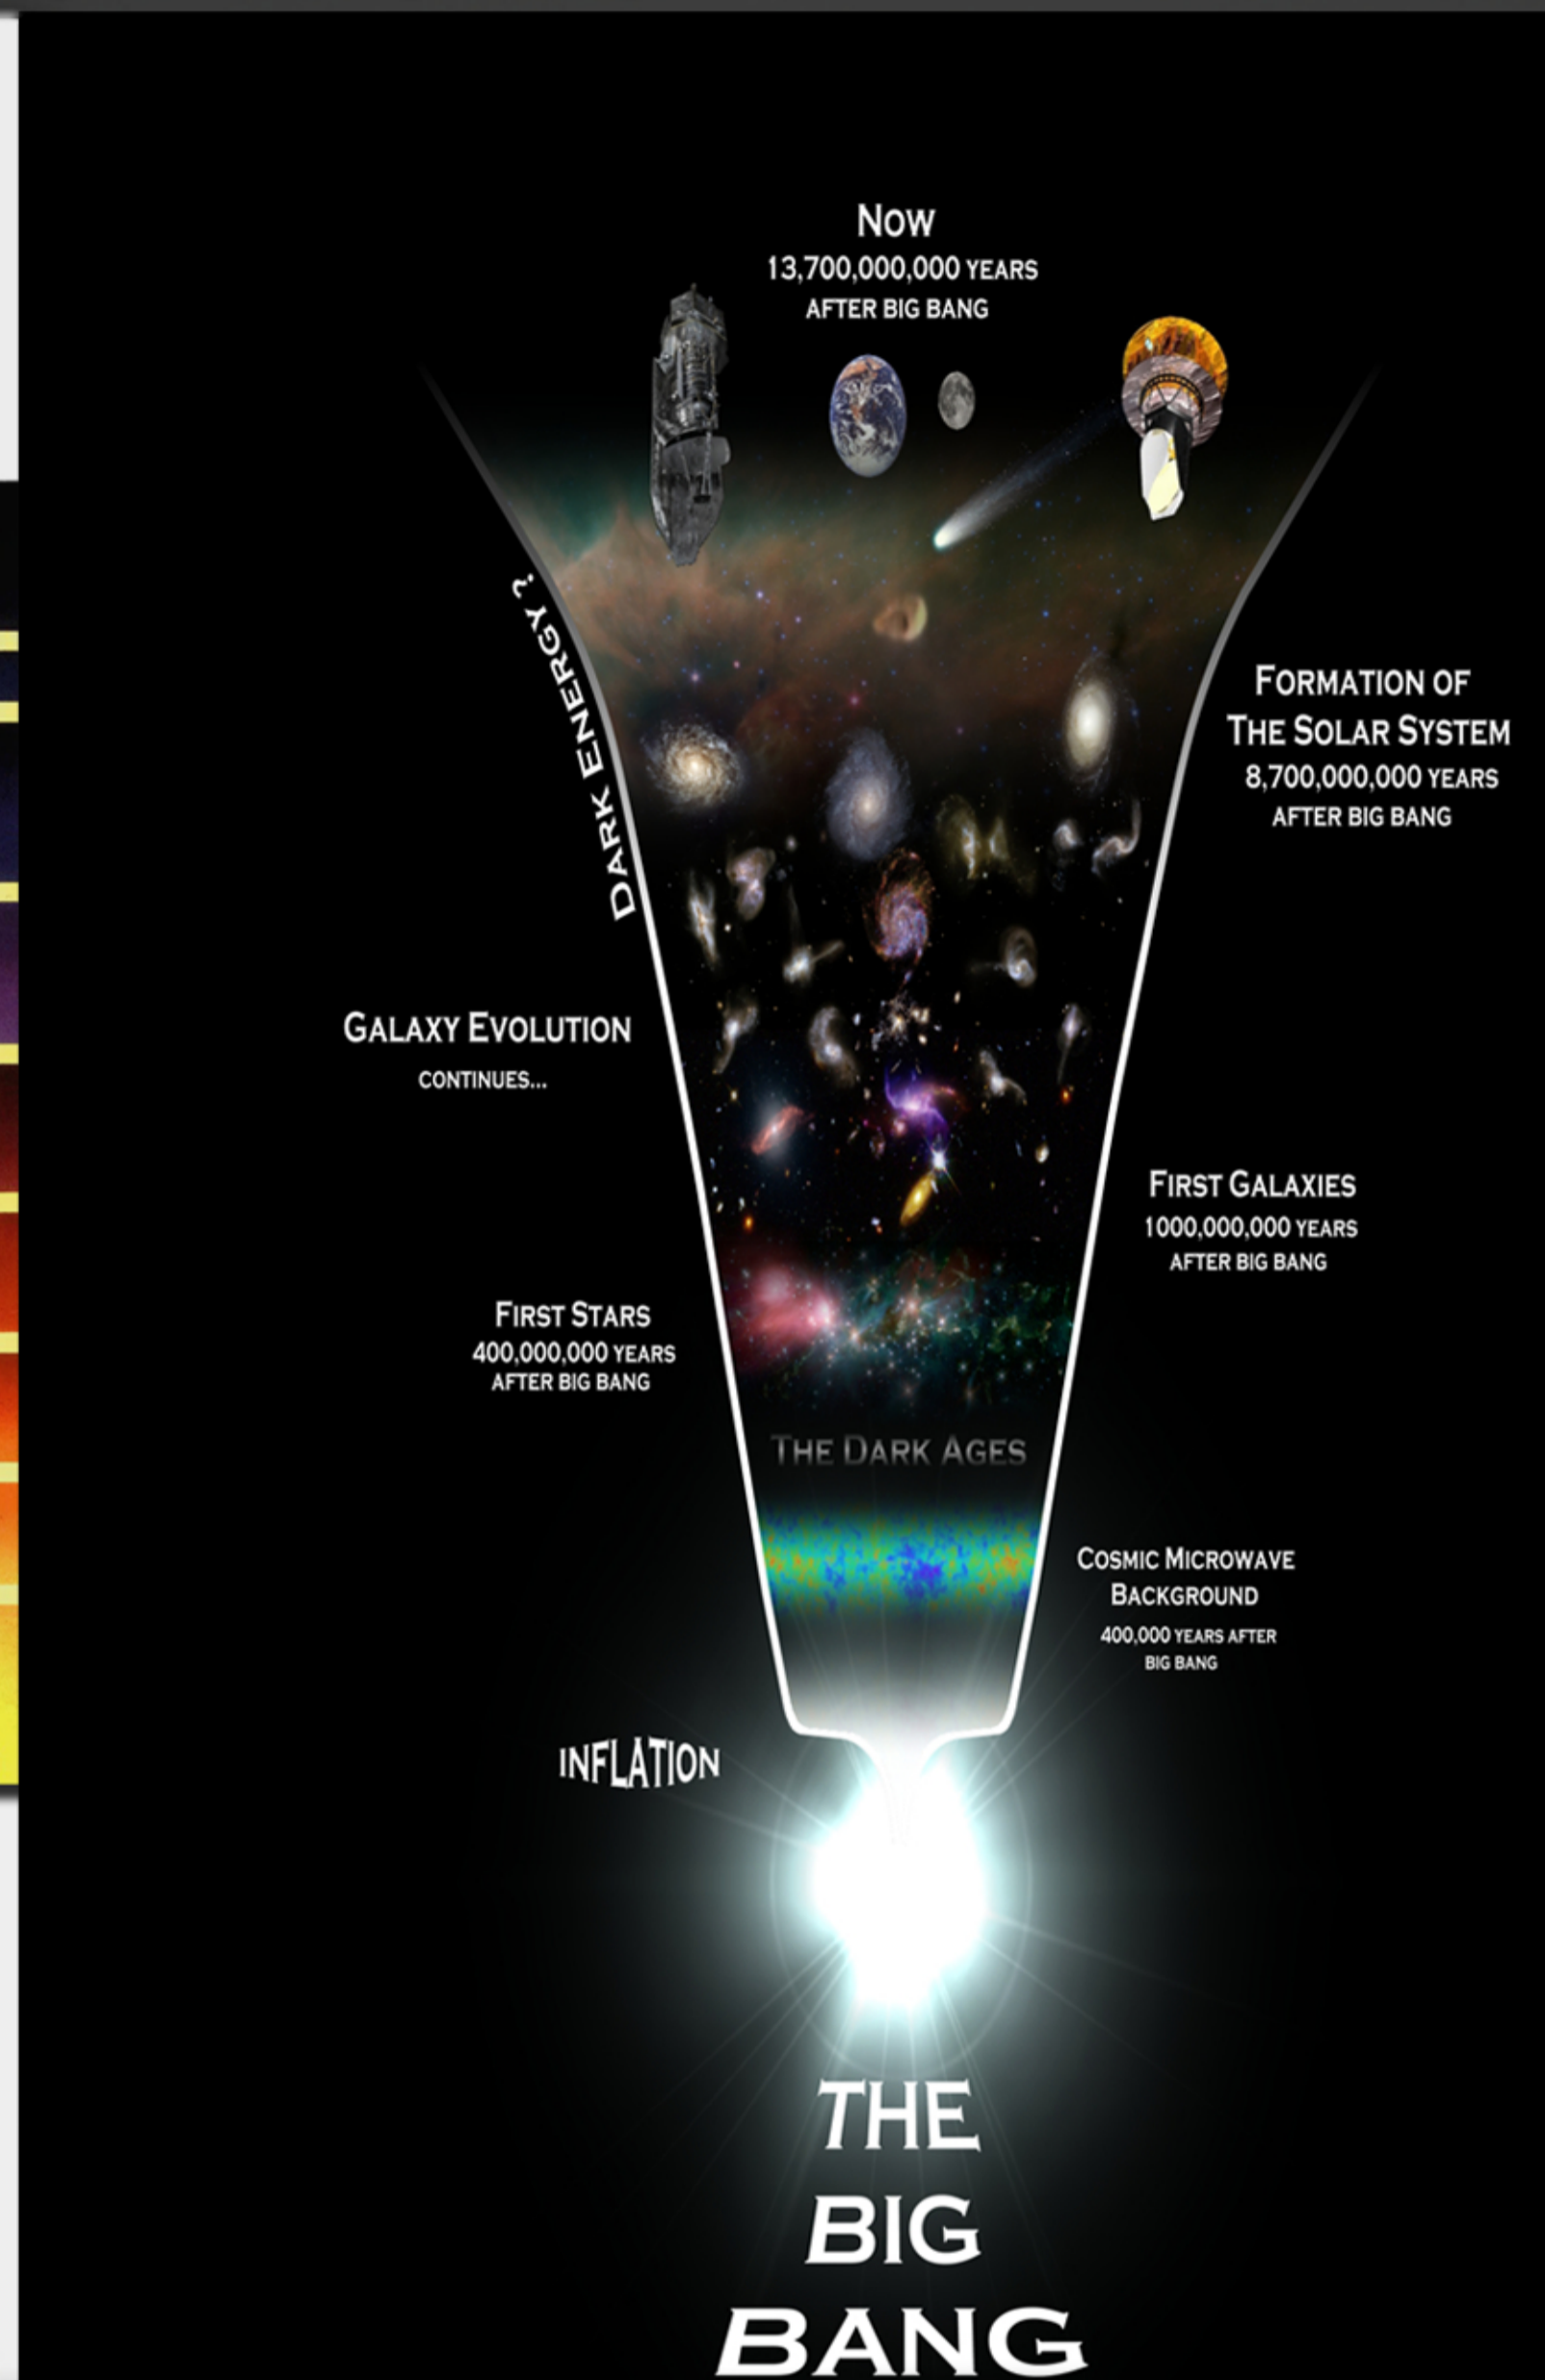 Now
13,700,000,000 years
after Big Bang
Dark Energy?
Formation of
The Solar System
8,700,000,000 years
after Big Bang
Galaxy Evolution
continues...
First Galaxies
1000,000,000 years
after Big Bang
First Stars
400,000,000 years
after Big Bang
The Dark Ages
Cosmic Microwave
Background
400,000 years after
Big Bang
Inflation
THE
BIG
BANG